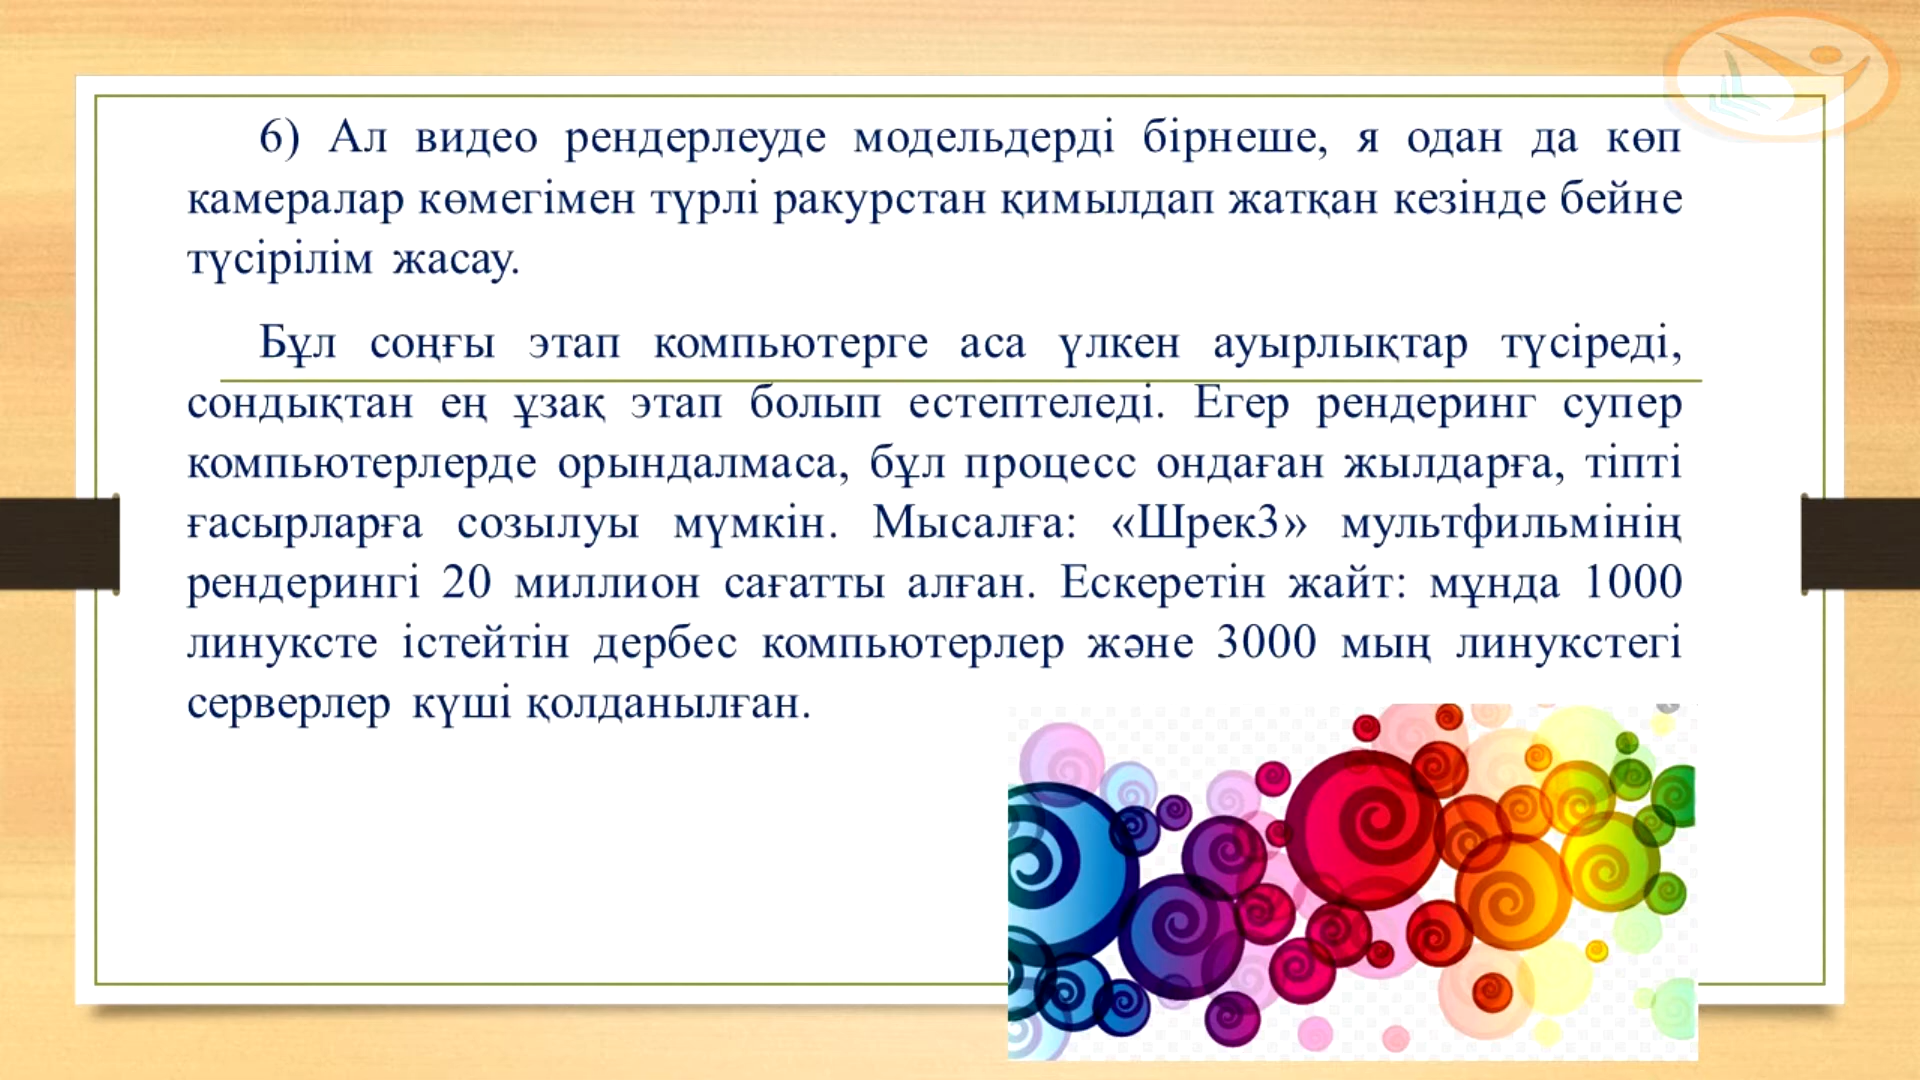 6) Ал видео рендерлеуде модельдерді бірнеше, я одан да көп
камералар көмегімен түрлі ракурстан қимылдап жатқан кезінде бейне
түсірілім жасау.
Бұл соңғы этап компьютерге аса үлкен ауырлықтар түсіреді,
сондықтан ең ұзақ этап болып естептеледі. Егер рендеринг супер
компьютерлерде орындалмаса, бұл процесс ондаған жылдарға, тіпті
ғасырларға созылуы мүмкін. Мысалға: «Шрек3» мультфильмінің
рендерингі 20 миллион сағатты алған. Ескеретін жайт: мұнда 1000
линуксте істейтін дербес компьютерлер және 3000 мың линукстегі
серверлер күші қолданылған.